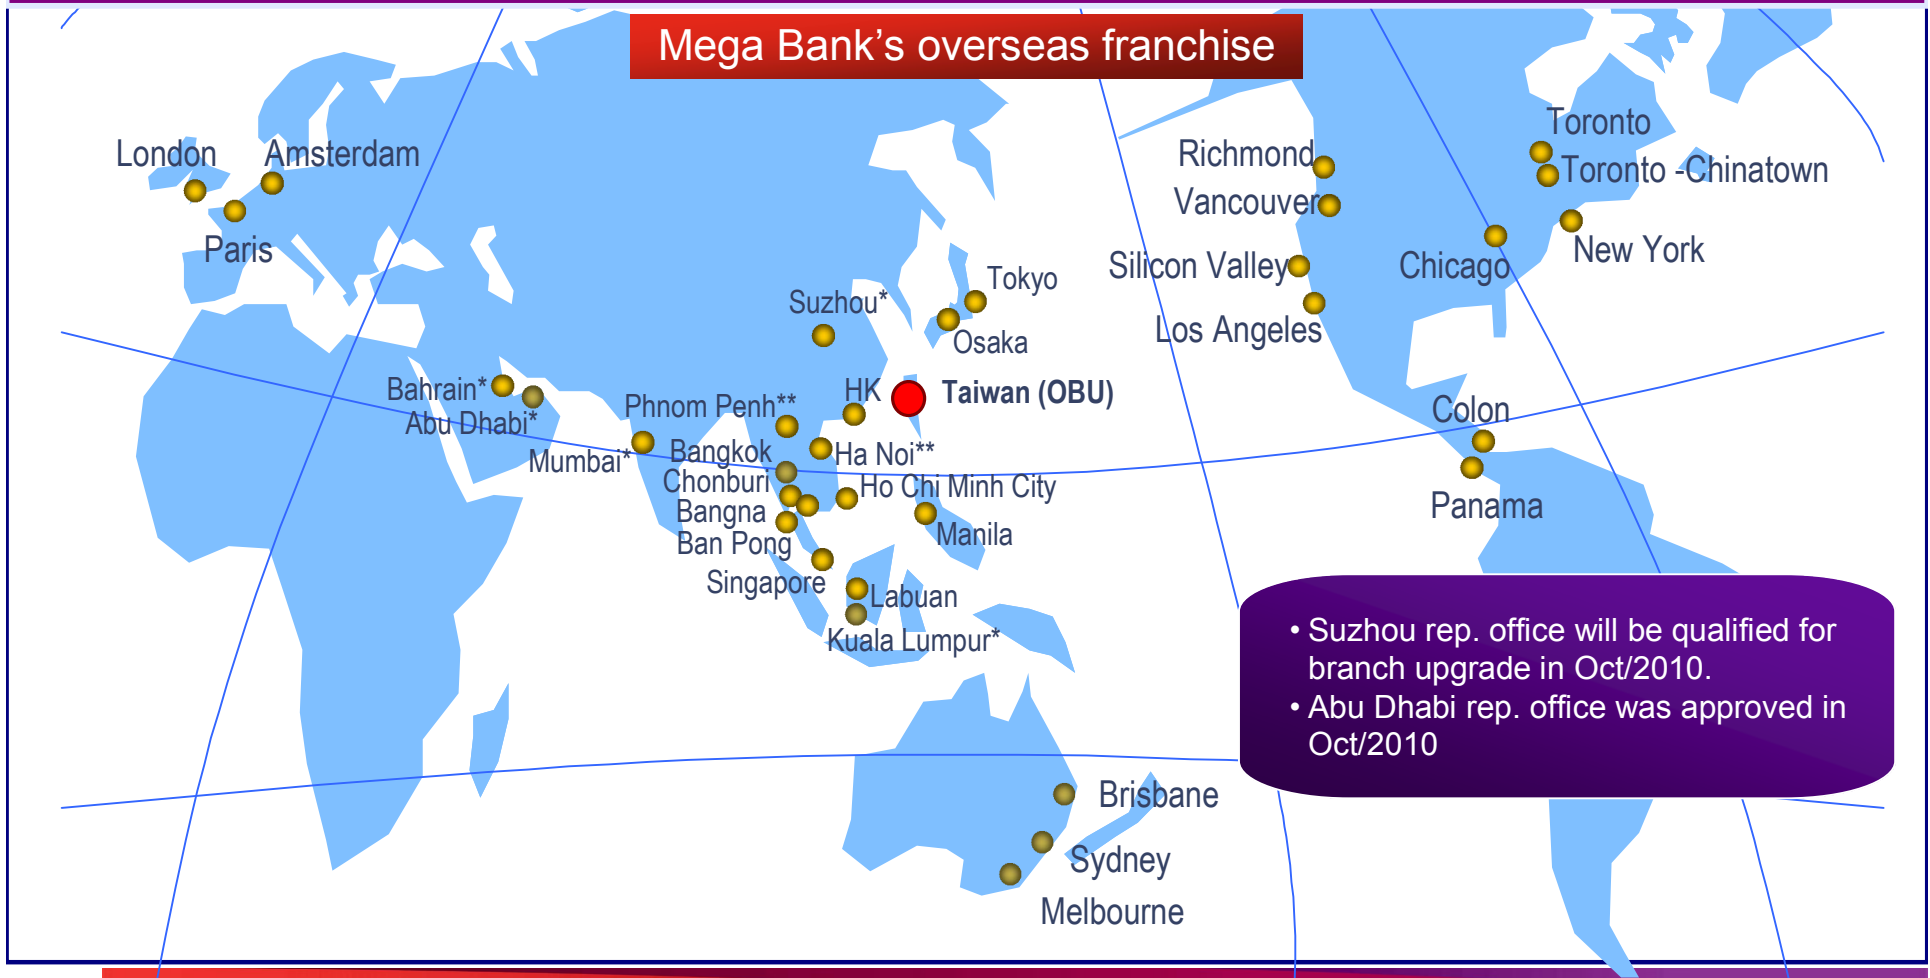 Mega Bank’s overseas franchise
London
Amsterdam
Paris
Toronto
Toronto -Chinatown
Richmond
Vancouver
New York
Silicon Valley
Chicago
Los Angeles
Tokyo
Suzhou*
Osaka
Bahrain*
Abu Dhabi*
HK
Taiwan (OBU)
Phnom Penh**
Colon
Mumbai*
Bangkok
Ha Noi**
Chonburi
Ho Chi Minh City
Bangna
Panama
Ban Pong
Manila
Singapore
Labuan
Kuala Lumpur*
• Suzhou rep. office will be qualified for
branch upgrade in Oct/2010.
• Abu Dhabi rep. office was approved in
Oct/2010
Brisbane
Sydney
Melbourne